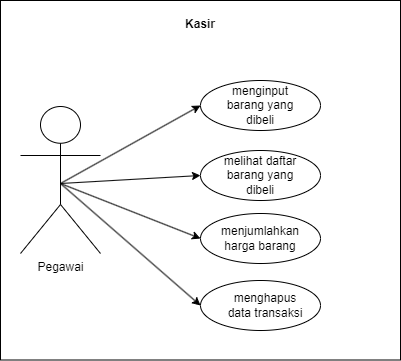 Kasir
menginput
barang yang
dibeli
melihat daftar
barang yang
dibeli
menjumlahkan
harga barang
Pegawai
menghapus
data transaksi